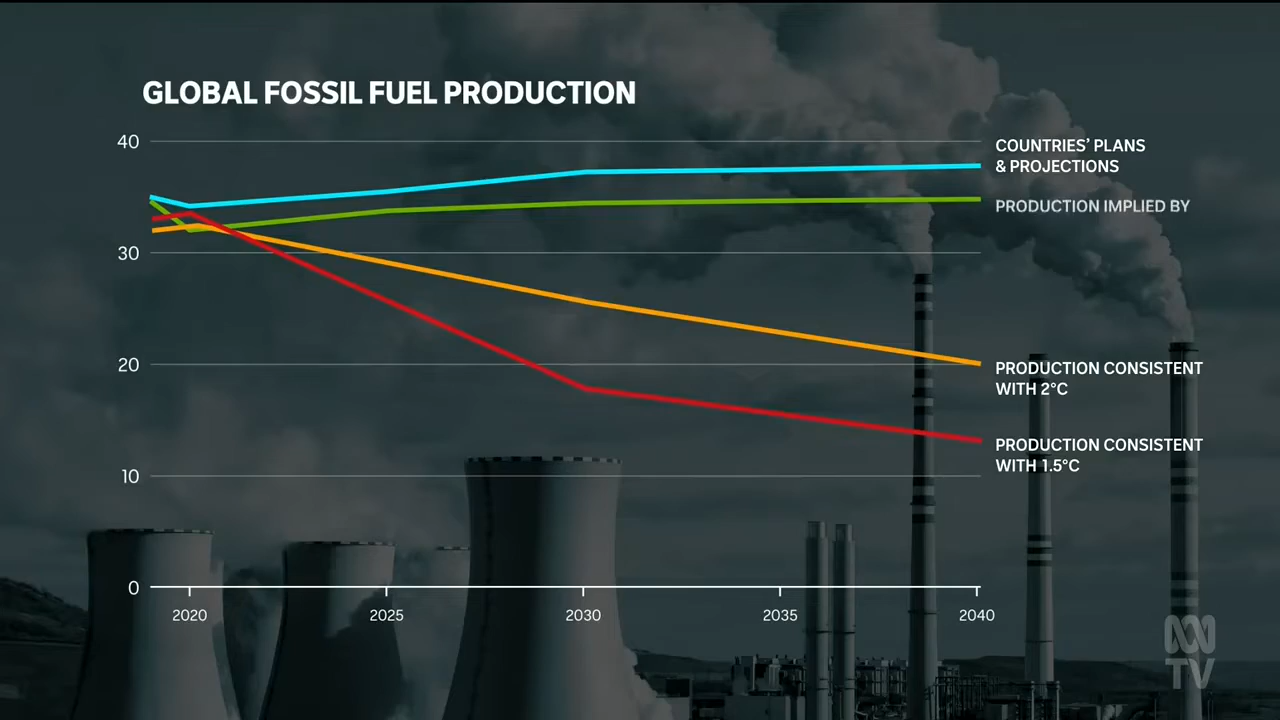 GLOBAL FOSSIL FUEL PRODUCTION
40
COUNTRIES' PLANS
& PROJECTIONS
PRODUCTION IMPLIED BY
30
20
PRODUCTION CONSISTENT
WITH 2°C
PRODUCTION CONSISTENT
WITH 1.5°C
10
0
2020 2025 2030 2035 2040
TV